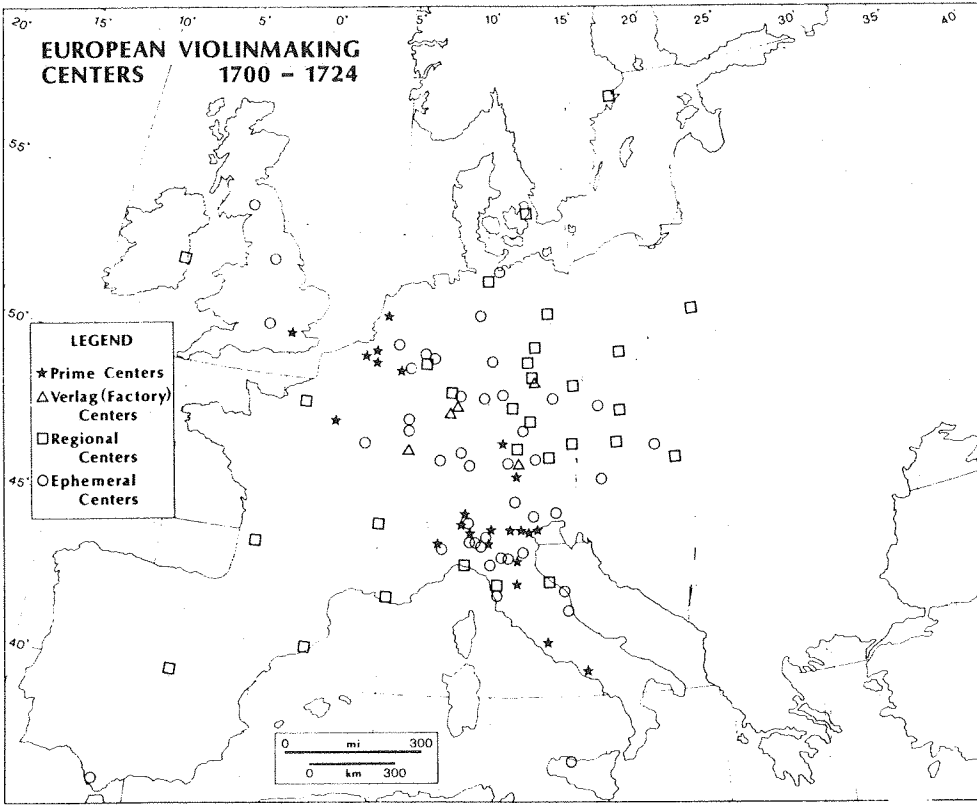 20° 15° 10° 5° 0° 5° 10° 15° 20° 25° 30° 35° 40°
EUROPEAN VIOLINMAKING
CENTERS 1700 – 1724
55°
50°
LEGEND
Prime Centers
Verlag (Factory)
Centers
Regional
Centers
Ephemeral
Centers
45°
40°
0 mi 300
0 km 300